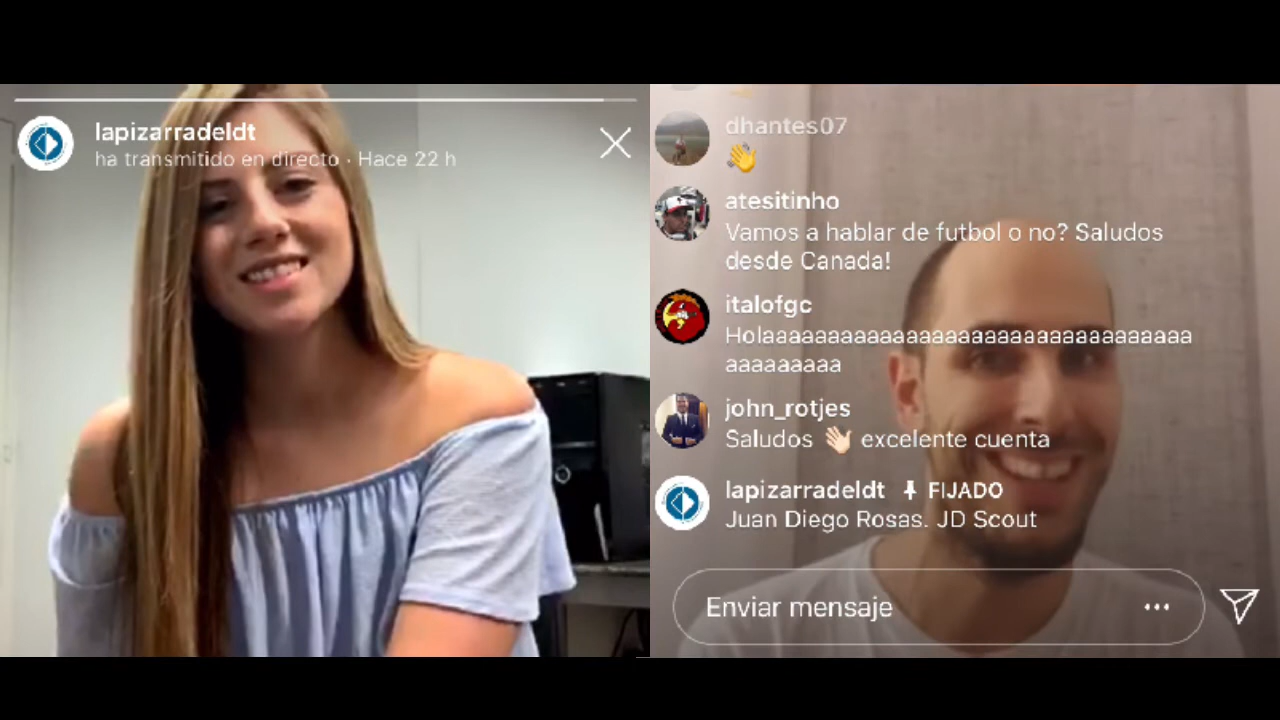 lapizarradeldt
ha transmitido en directo · Hace 22 h
dhantes07
👋
atesitinho
Vamos a hablar de futbol o no? Saludos
desde Canada!
italofgc
Holaaaaaaaaaaaaaaaaaaaaaaaaaaaaaaaaaa
aaaaaaaaa
john_rotjes
Saludos 👋🏻 excelente cuenta
lapizarradeldt 📌 FIJADO
Juan Diego Rosas. JD Scout
Enviar mensaje